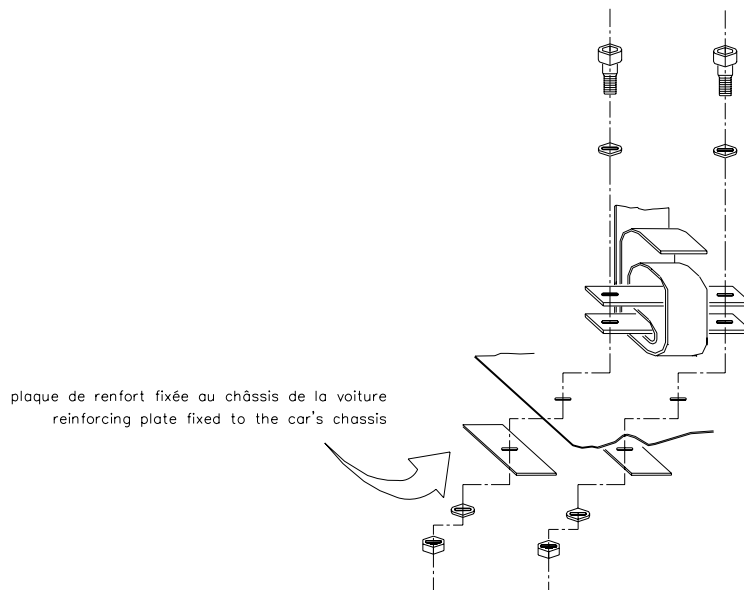 plaque de renfort fixée au châssis de la voiture
reinforcing plate fixed to the car's chassis